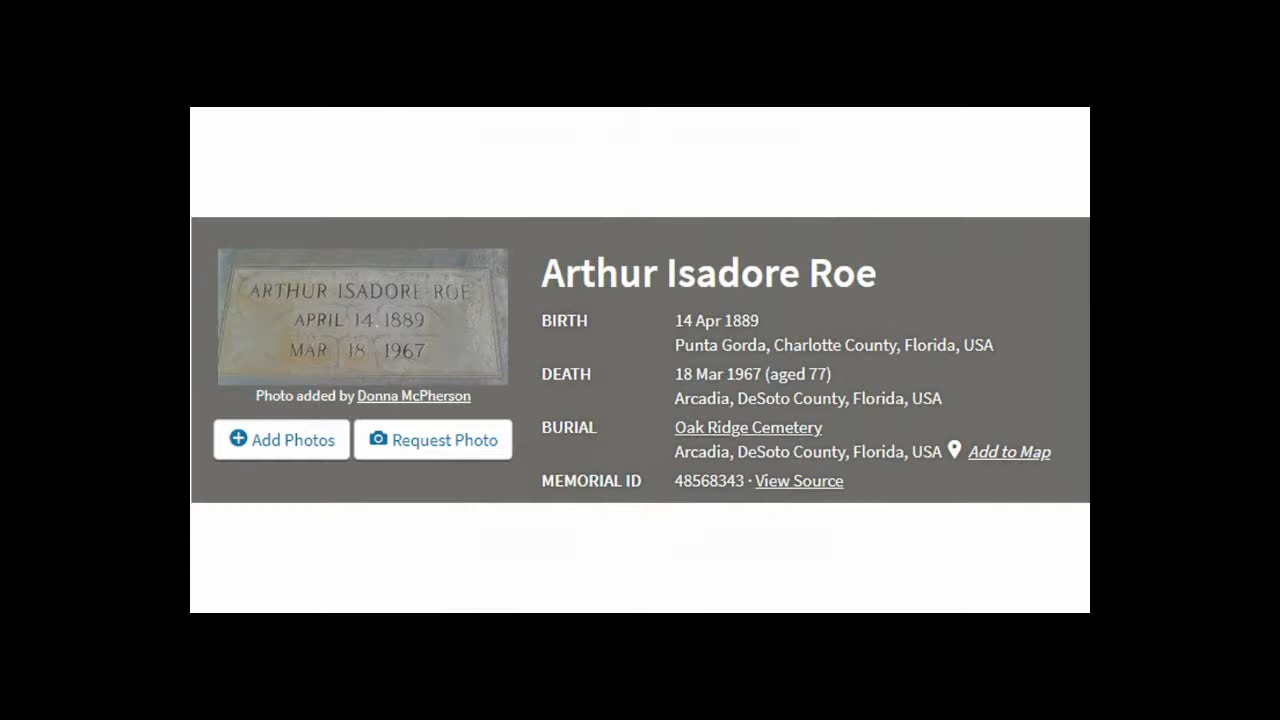 ARTHUR ISADORE ROE
APRIL 14 1889
MAR 18 1967
Photo added by Donna McPherson
Add Photos
Request Photo
Arthur Isadore Roe
BIRTH 14 Apr 1889
Punta Gorda, Charlotte County, Florida, USA
DEATH 18 Mar 1967 (aged 77)
Arcadia, DeSoto County, Florida, USA
BURIAL Oak Ridge Cemetery
Arcadia, DeSoto County, Florida, USA Add to Map
MEMORIAL ID 48568343 · View Source